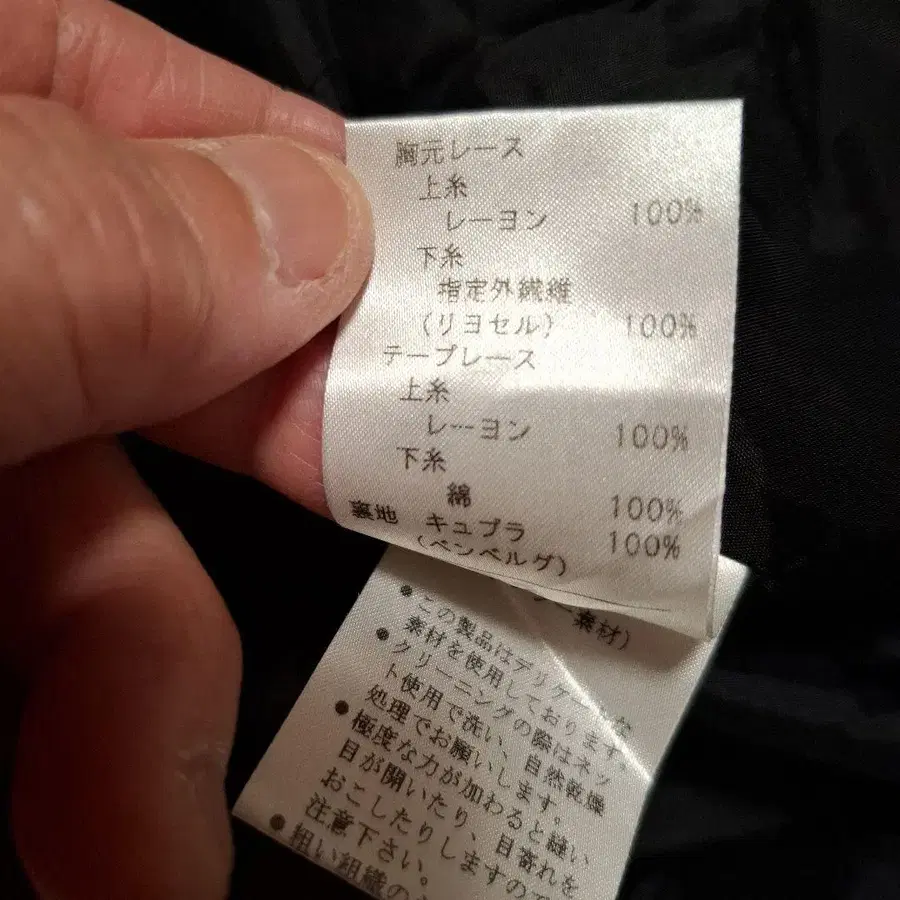 胸元レース
上糸
レーヨン 100%
下糸
指定外繊維
(リヨセル) 100%
テープレース
上糸
レーヨン 100%
下糸
綿 100%
裏地 キュプラ 100%
(ベンベルグ)
素材)
●この製品はデリケートな
素材を使用しております。
●クリーニングの際はネッ
ト使用で洗い、自然乾燥
処理でお願いします。
●極度な力が加わると縫い
目が開いたり、目寄れを
おこしたりしますので
注意下さい。
●粗い組織の